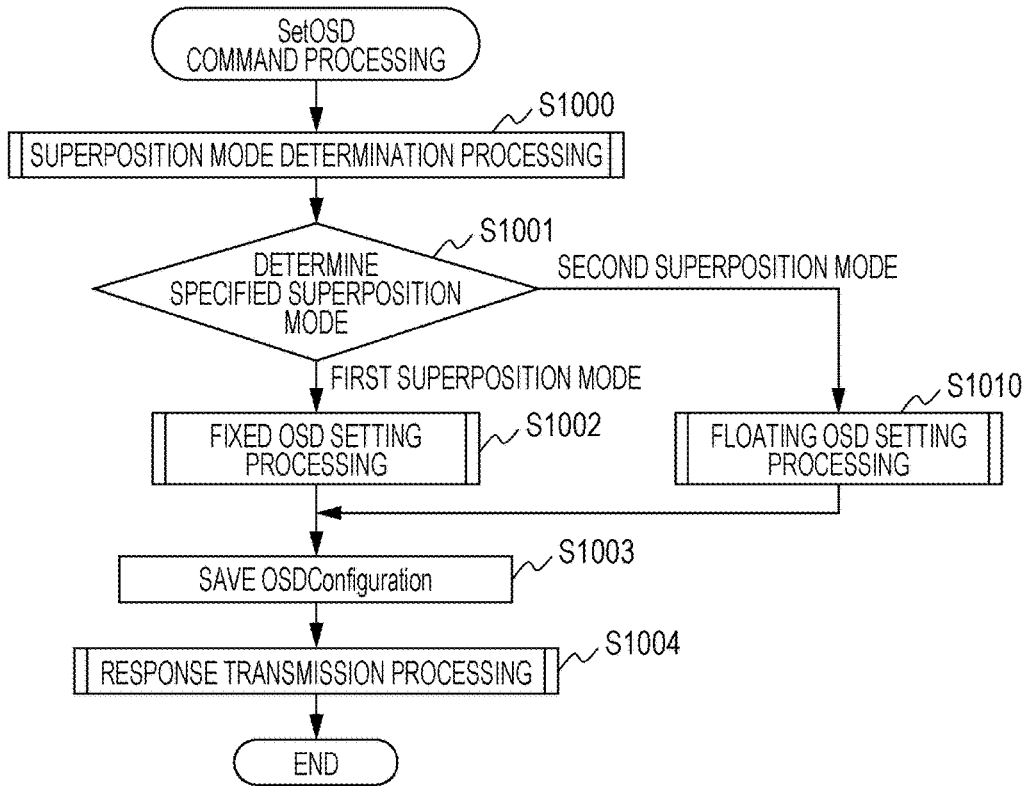 SetOSD
COMMAND PROCESSING
S1000
SUPERPOSITION MODE DETERMINATION PROCESSING
S1001
DETERMINE
SPECIFIED SUPERPOSITION
MODE
SECOND SUPERPOSITION MODE
FIRST SUPERPOSITION MODE
S1002
FIXED OSD SETTING
PROCESSING
S1010
FLOATING OSD SETTING
PROCESSING
S1003
SAVE OSDConfiguration
S1004
RESPONSE TRANSMISSION PROCESSING
END